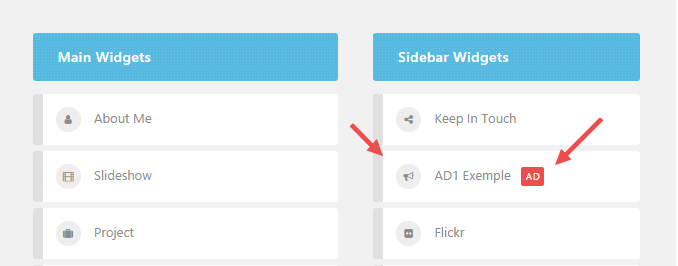 Main Widgets
About Me
Slideshow
Project
Sidebar Widgets
Keep In Touch
AD1 Exemple AD
Flickr